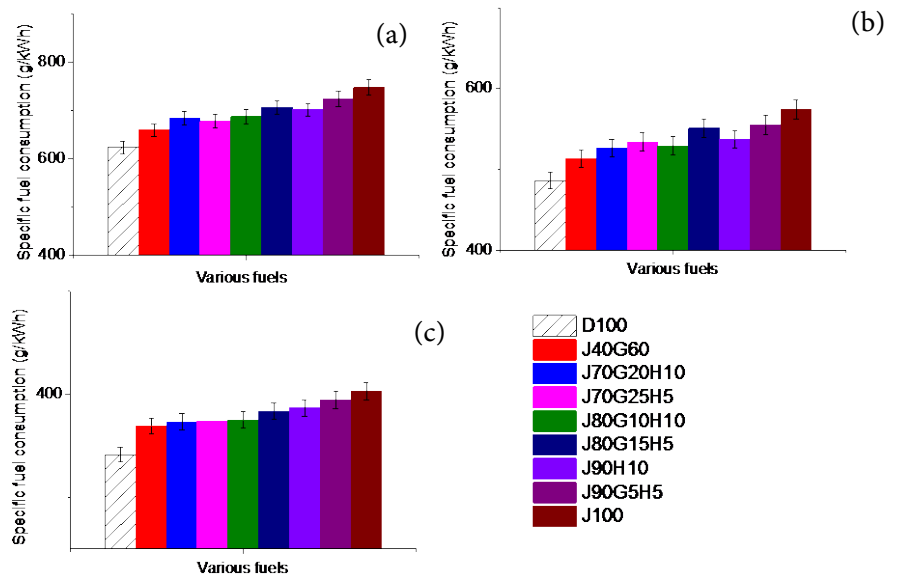 (a)
Specific fuel consumption (g/kWh)
800
600
400
Various fuels
(b)
Specific fuel consumption (g/kWh)
600
400
Various fuels
(c)
Specific fuel consumption (g/kWh)
400
Various fuels
D100
J40G60
J70G20H10
J70G25H5
J80G10H10
J80G15H5
J90H10
J90G5H5
J100